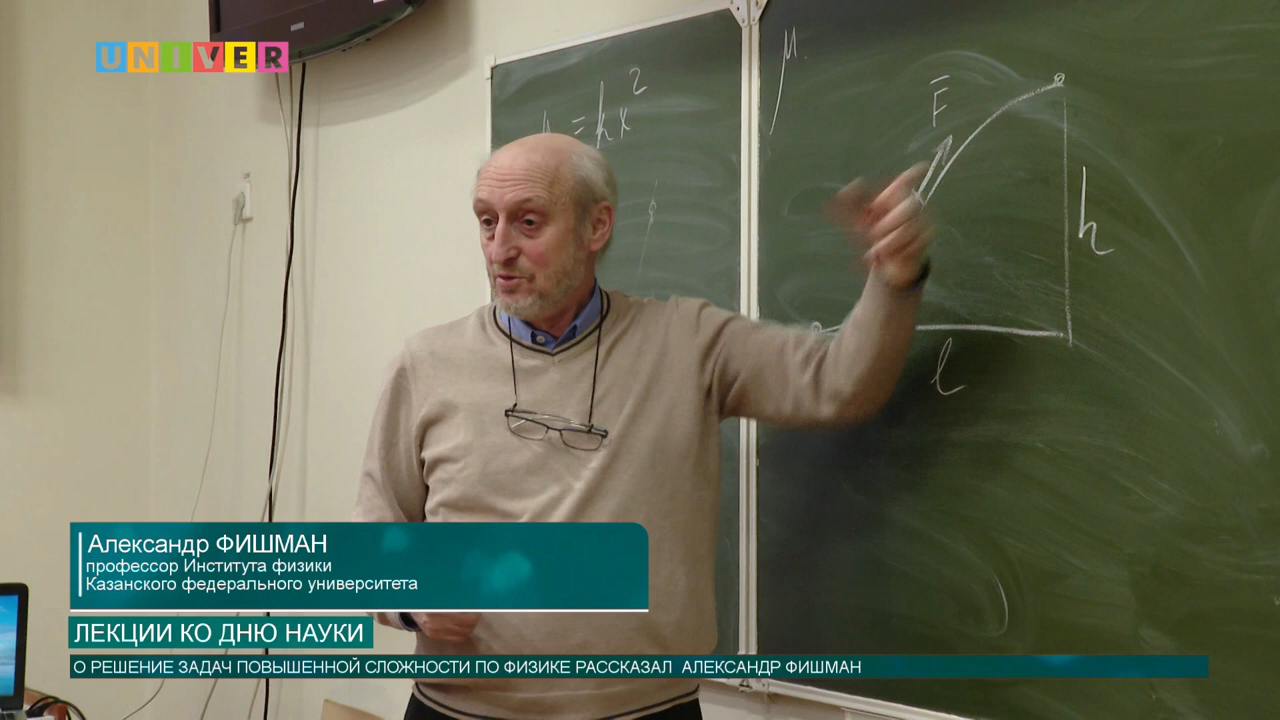 UNIVER
= kx²
μ.
F̅
h
l
Александр ФИШМАН
профессор Института физики
Казанского федерального университета
ЛЕКЦИИ КО ДНЮ НАУКИ
О РЕШЕНИЕ ЗАДАЧ ПОВЫШЕННОЙ СЛОЖНОСТИ ПО ФИЗИКЕ РАССКАЗАЛ АЛЕКСАНДР ФИШМАН